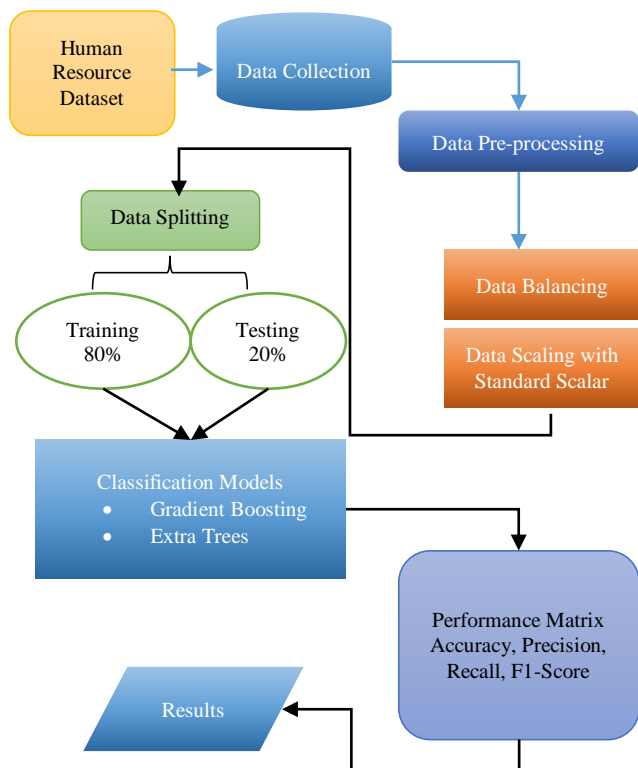 Human
Resource
Dataset
Data Collection
Data Pre-processing
Data Balancing
Data Scaling with
Standard Scalar
Data Splitting
Training
80%
Testing
20%
Classification Models
• Gradient Boosting
• Extra Trees
Performance Matrix
Accuracy, Precision,
Recall, F1-Score
Results